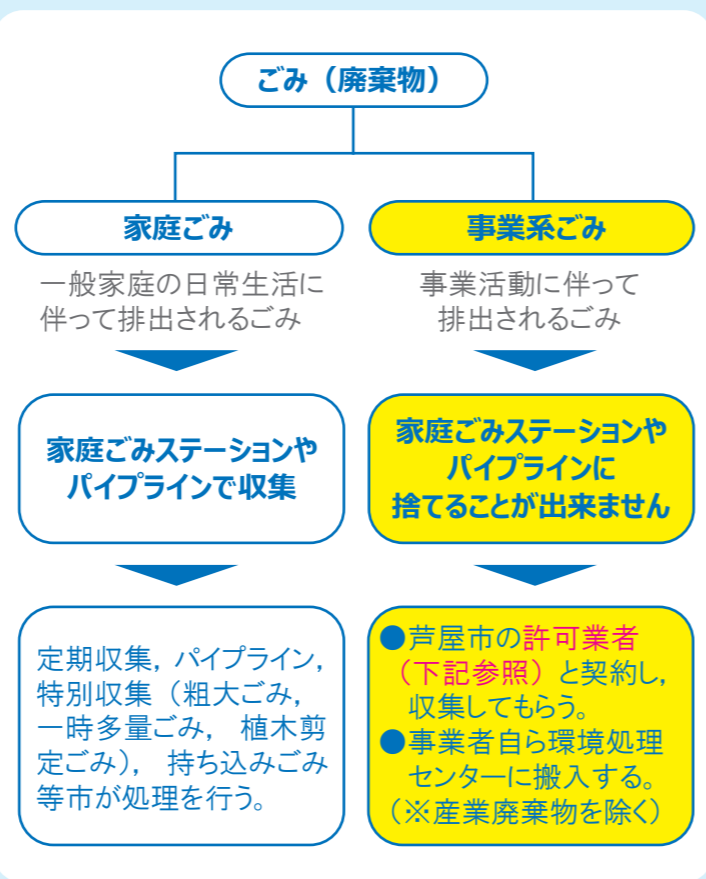 ごみ（廃棄物）
家庭ごみ
一般家庭の日常生活に
伴って排出されるごみ
家庭ごみステーションや
パイプラインで収集
定期収集，パイプライン，
特別収集（粗大ごみ，
一時多量ごみ， 植木剪
定ごみ）， 持ち込みごみ
等市が処理を行う。
事業系ごみ
事業活動に伴って
排出されるごみ
家庭ごみステーションや
パイプラインに
捨てることが出来ません
●芦屋市の許可業者
（下記参照）と契約し，
収集してもらう。
●事業者自ら環境処理
センターに搬入する。
（※産業廃棄物を除く）